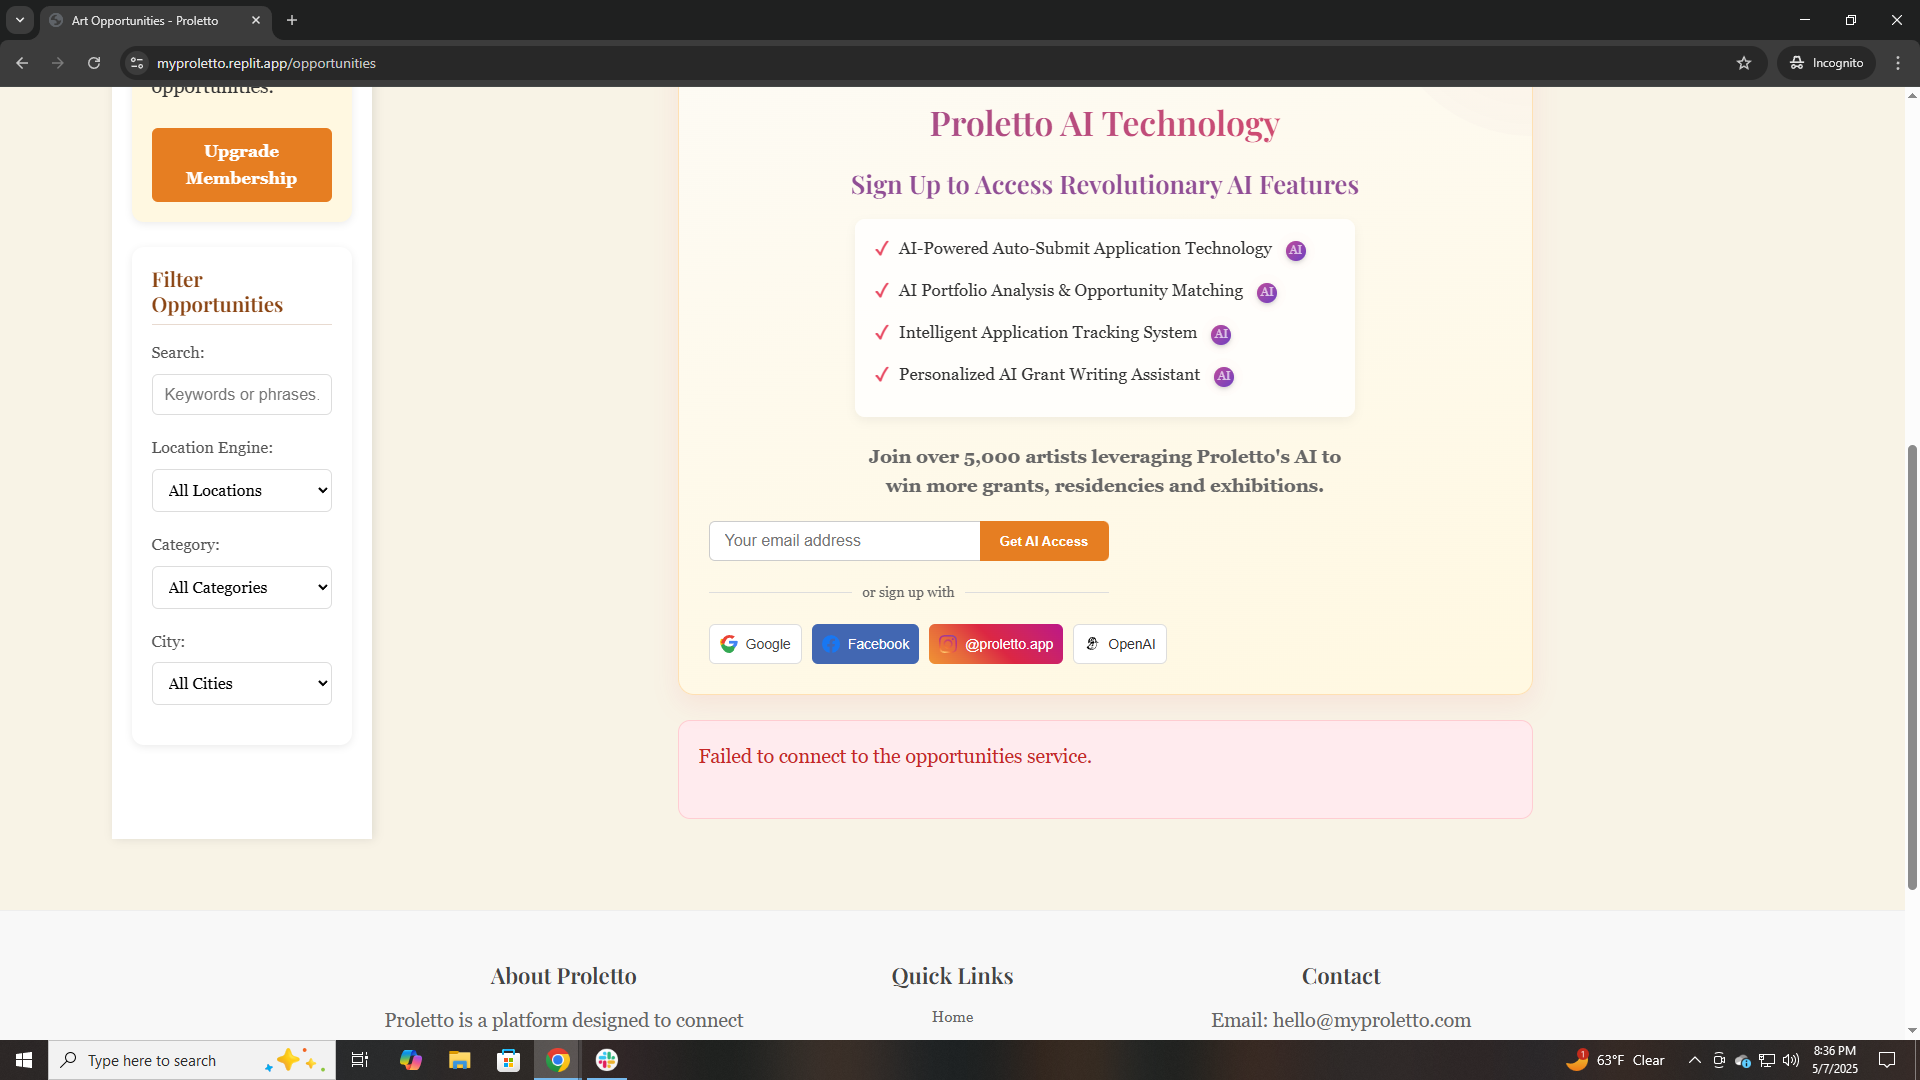 Art Opportunities - Proletto
myproletto.replit.app/opportunities
Incognito
opportunities.
Upgrade
Membership
Filter
Opportunities
Search:
Keywords or phrases.
Location Engine:
All Locations
Category:
All Categories
City:
All Cities
Proletto AI Technology
Sign Up to Access Revolutionary AI Features
✓ AI-Powered Auto-Submit Application Technology AI
✓ AI Portfolio Analysis & Opportunity Matching AI
✓ Intelligent Application Tracking System AI
✓ Personalized AI Grant Writing Assistant AI
Join over 5,000 artists leveraging Proletto's AI to
win more grants, residencies and exhibitions.
Your email address
Get AI Access
or sign up with
Google
Facebook
@proletto.app
OpenAI
Failed to connect to the opportunities service.
About Proletto
Proletto is a platform designed to connect
Quick Links
Home
Contact
Email: hello@myproletto.com
Type here to search
1
63°F Clear
8:36 PM
5/7/2025